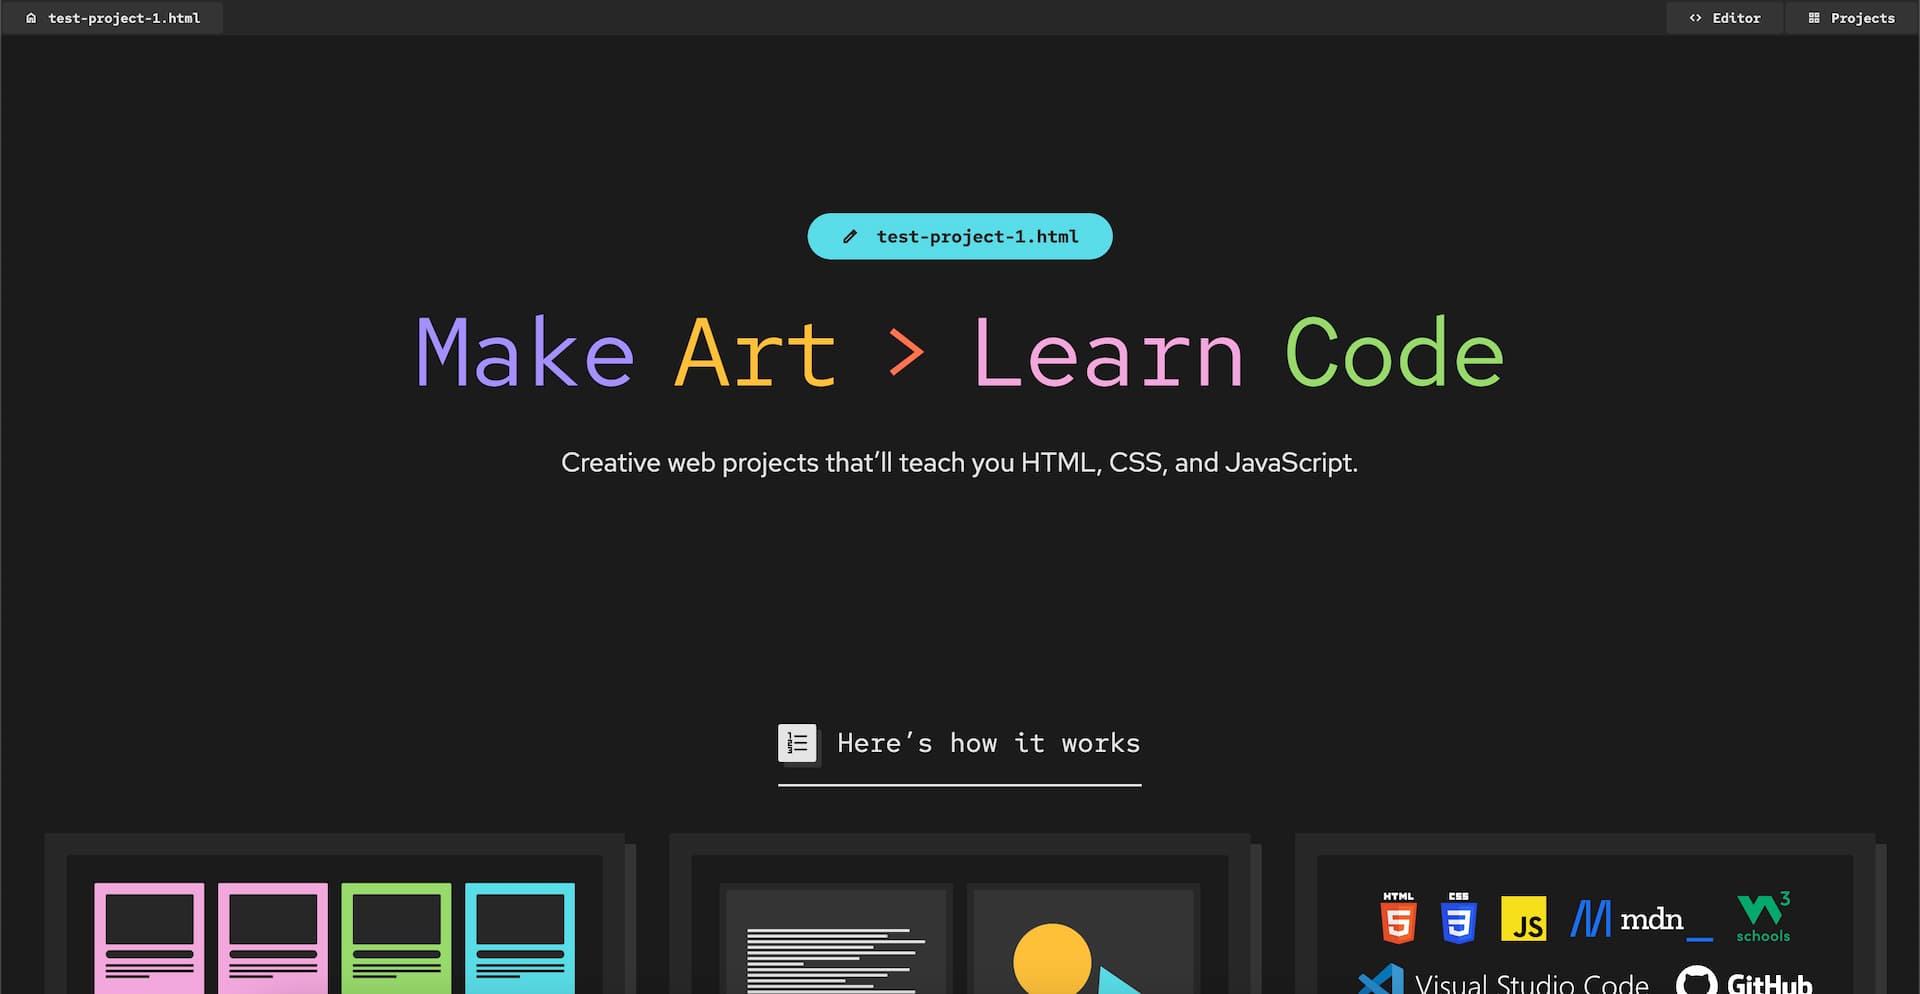 test-project-1.html
Editor
Projects
test-project-1.html
Make Art > Learn Code
Creative web projects that’ll teach you HTML, CSS, and JavaScript.
Here’s how it works
HTML
5
CSS
3
JS
mdn_
W3
schools
Visual Studio Code
GitHub